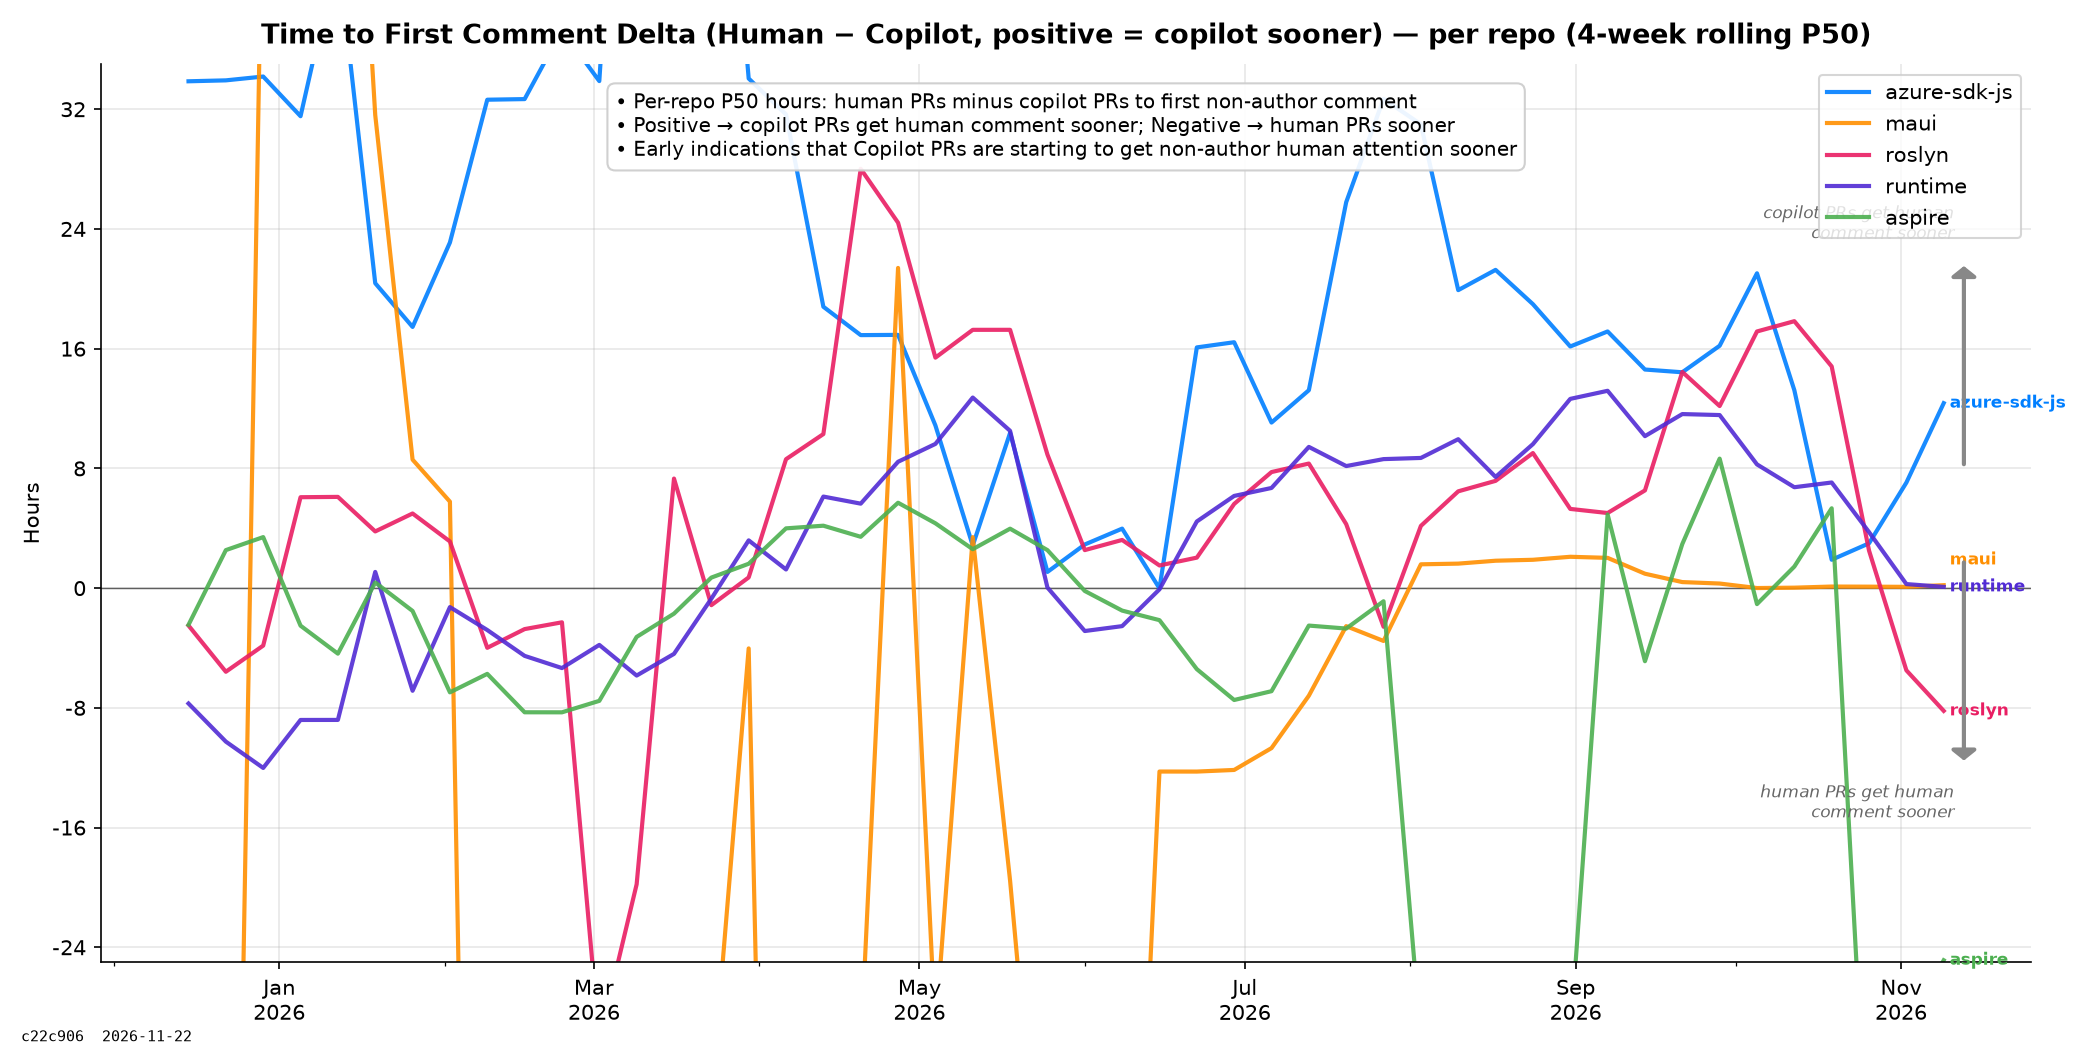 Time to First Comment Delta (Human − Copilot, positive = copilot sooner) — per repo (4-week rolling P50)
• Per-repo P50 hours: human PRs minus copilot PRs to first non-author comment
• Positive → copilot PRs get human comment sooner; Negative → human PRs sooner
• Early indications that Copilot PRs are starting to get non-author human attention sooner
azure-sdk-js
maui
roslyn
runtime
aspire
copilot PRs get human
comment sooner
Hours
32
24
16
8
0
-8
-16
-24
azure-sdk-js
maui
runtime
roslyn
human PRs get human
comment sooner
aspire
Jan
2026
Mar
2026
May
2026
Jul
2026
Sep
2026
Nov
2026
c22c906  2026-11-22